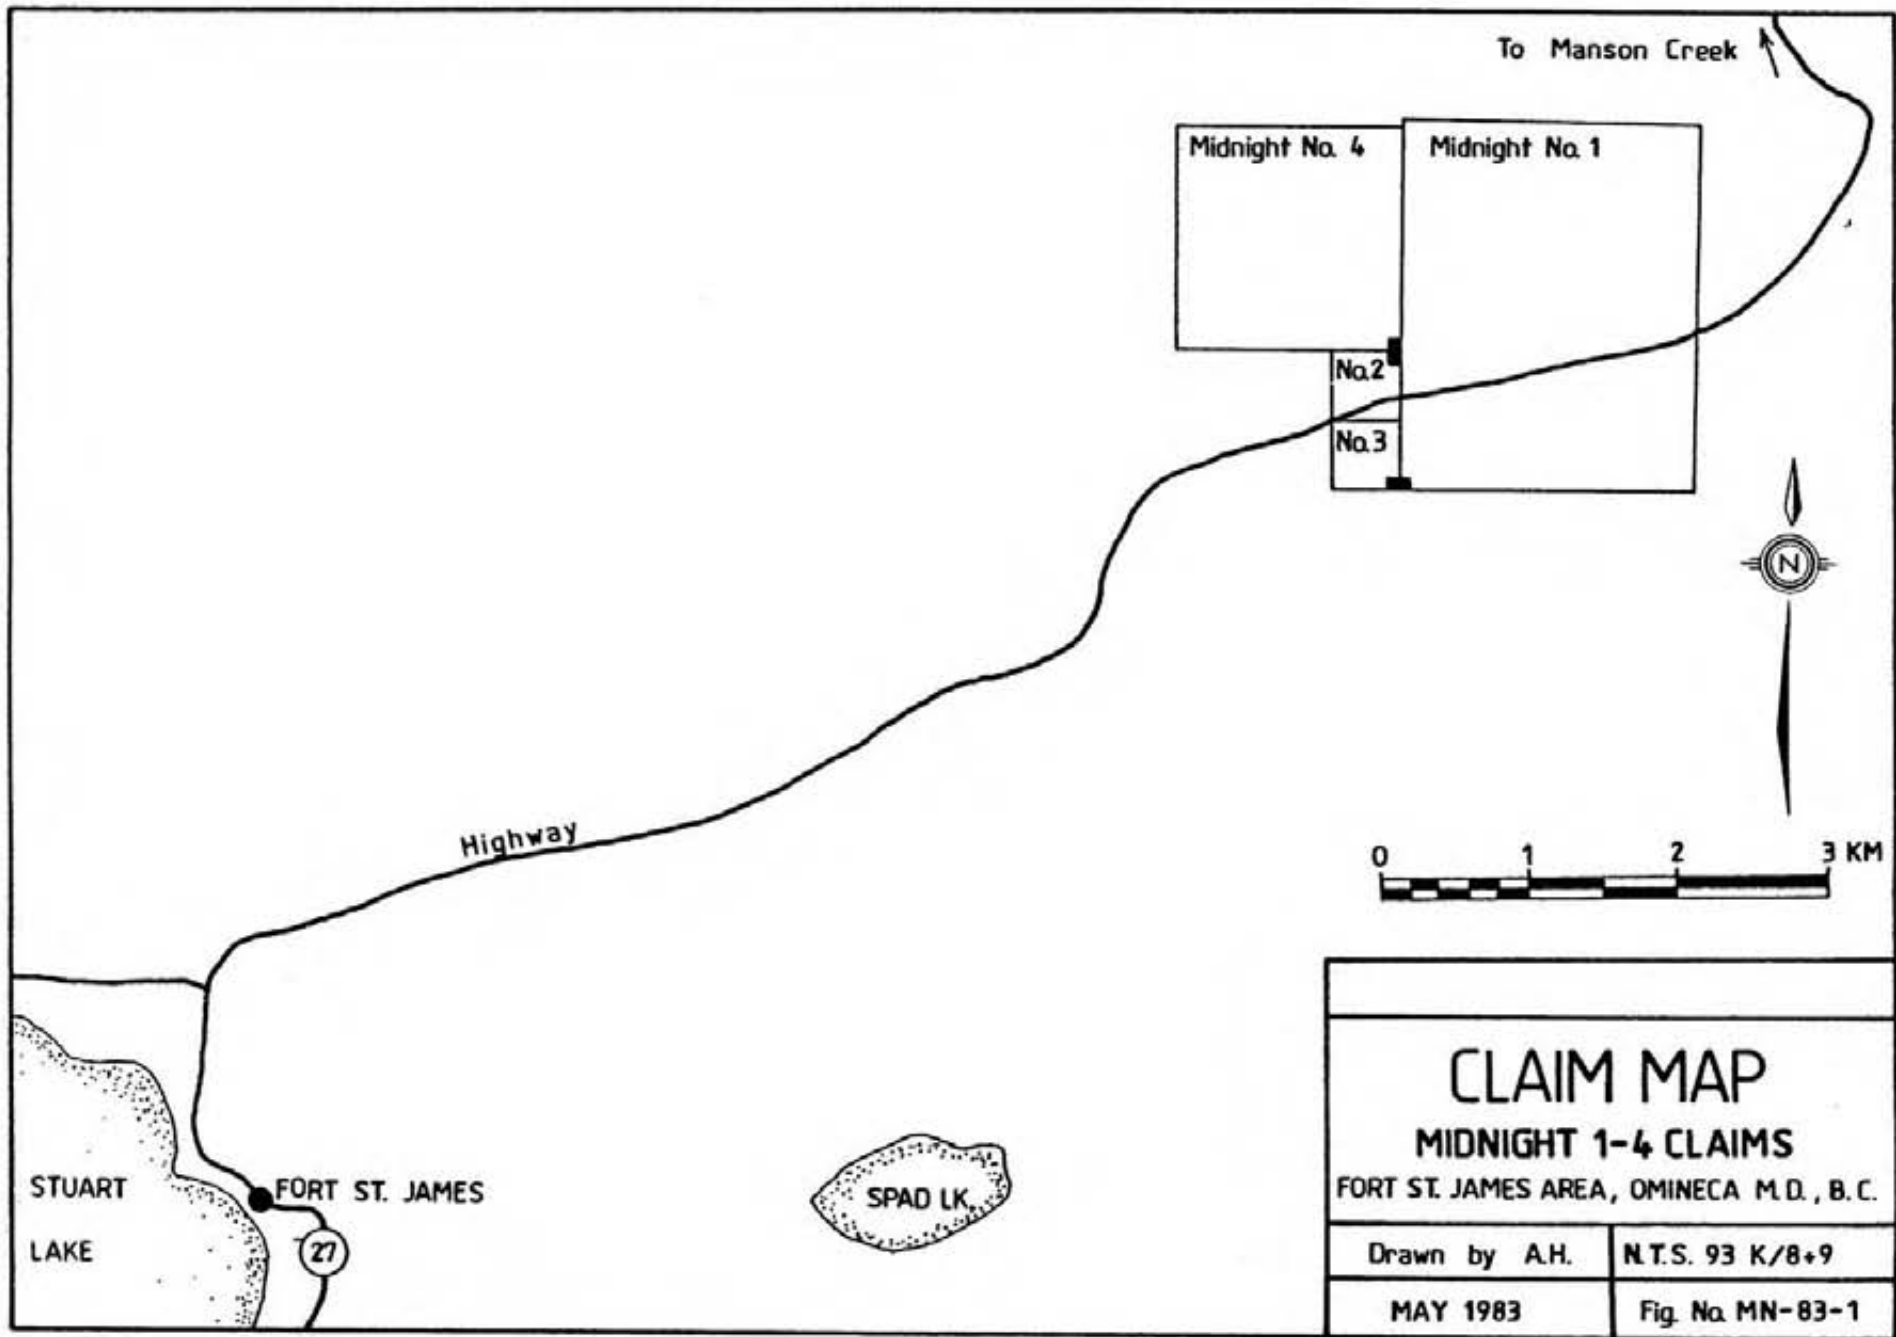 To Manson Creek
Midnight No. 4
Midnight No. 1
No. 2
No. 3
N
0 1 2 3 KM
Highway
STUART
LAKE
FORT ST. JAMES
27
SPAD LK.
CLAIM MAP
MIDNIGHT 1-4 CLAIMS
FORT ST. JAMES AREA, OMINECA M.D., B.C.
Drawn by A.H.
N.T.S. 93 K/8+9
MAY 1983
Fig. No. MN-83-1